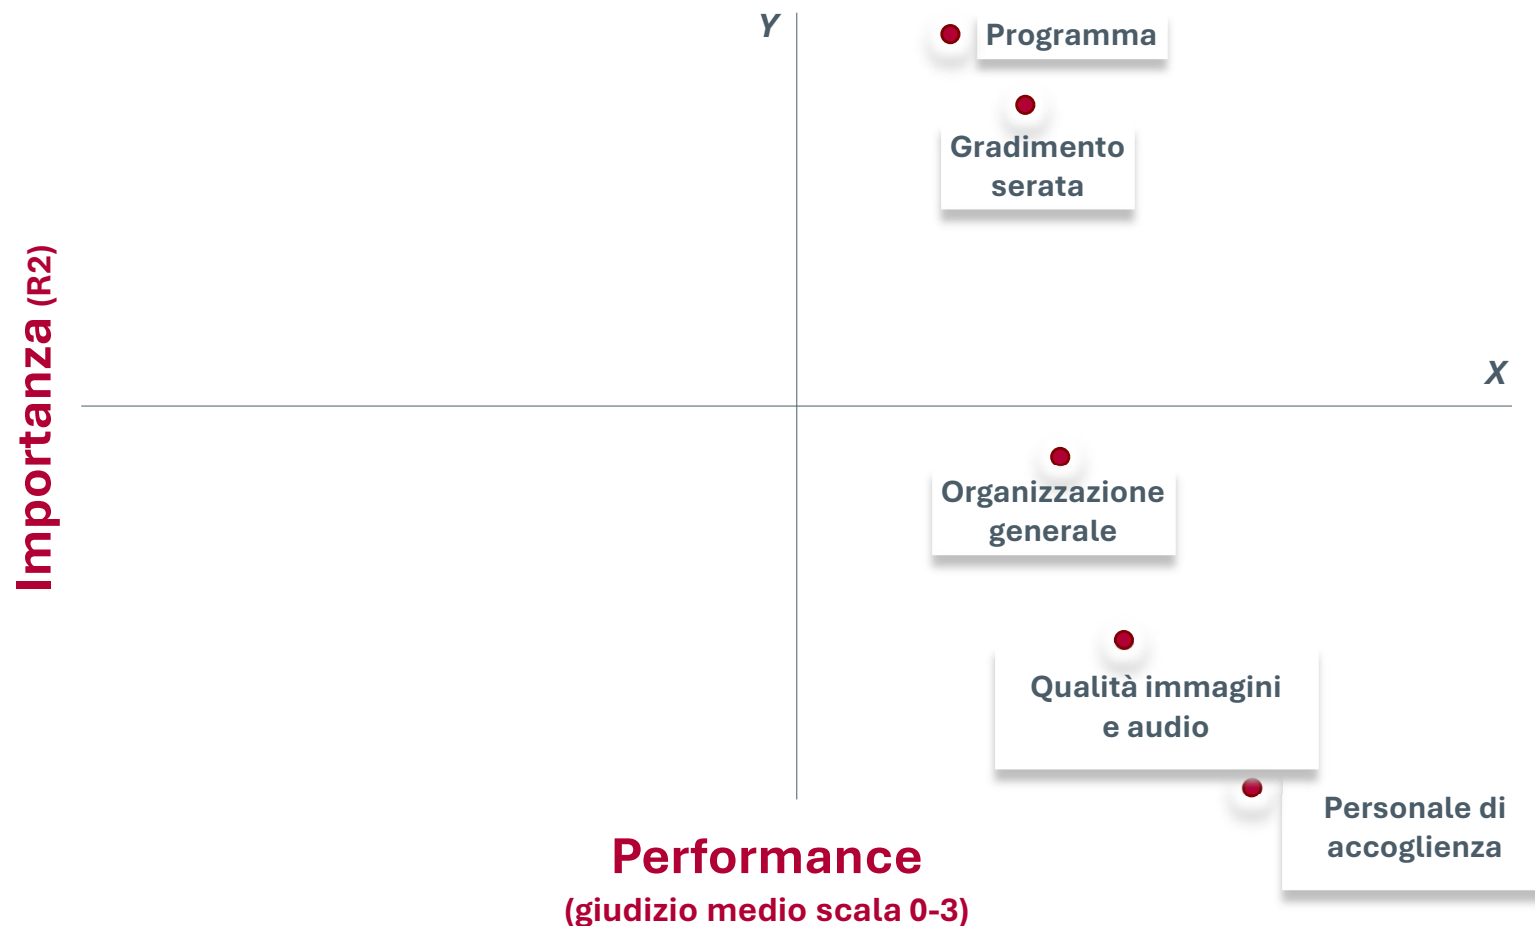 Y
Programma
Gradimento
serata
Importanza (R2)
X
Organizzazione
generale
Qualità immagini
e audio
Personale di
accoglienza
Performance
(giudizio medio scala 0-3)